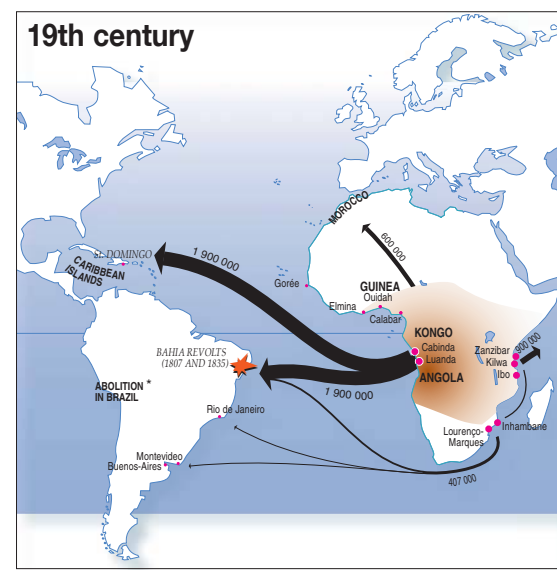 19th century
MOROCCO
600 000
EL DOMINGO
CARIBBEAN
ISLANDS
1 900 000
Gorée
GUINEA
Ouidah
Elmina
Calabar
KONGO
Cabinda
Luanda
ANGOLA
Zanzibar
Kilwa
Ibo
900 000
BAHIA REVOLTS
(1807 AND 1835)
1 900 000
ABOLITION *
IN BRAZIL
Rio de Janeiro
Lourenço-
Marques
Inhambane
Montevideo
Buenos-Aires
407 000